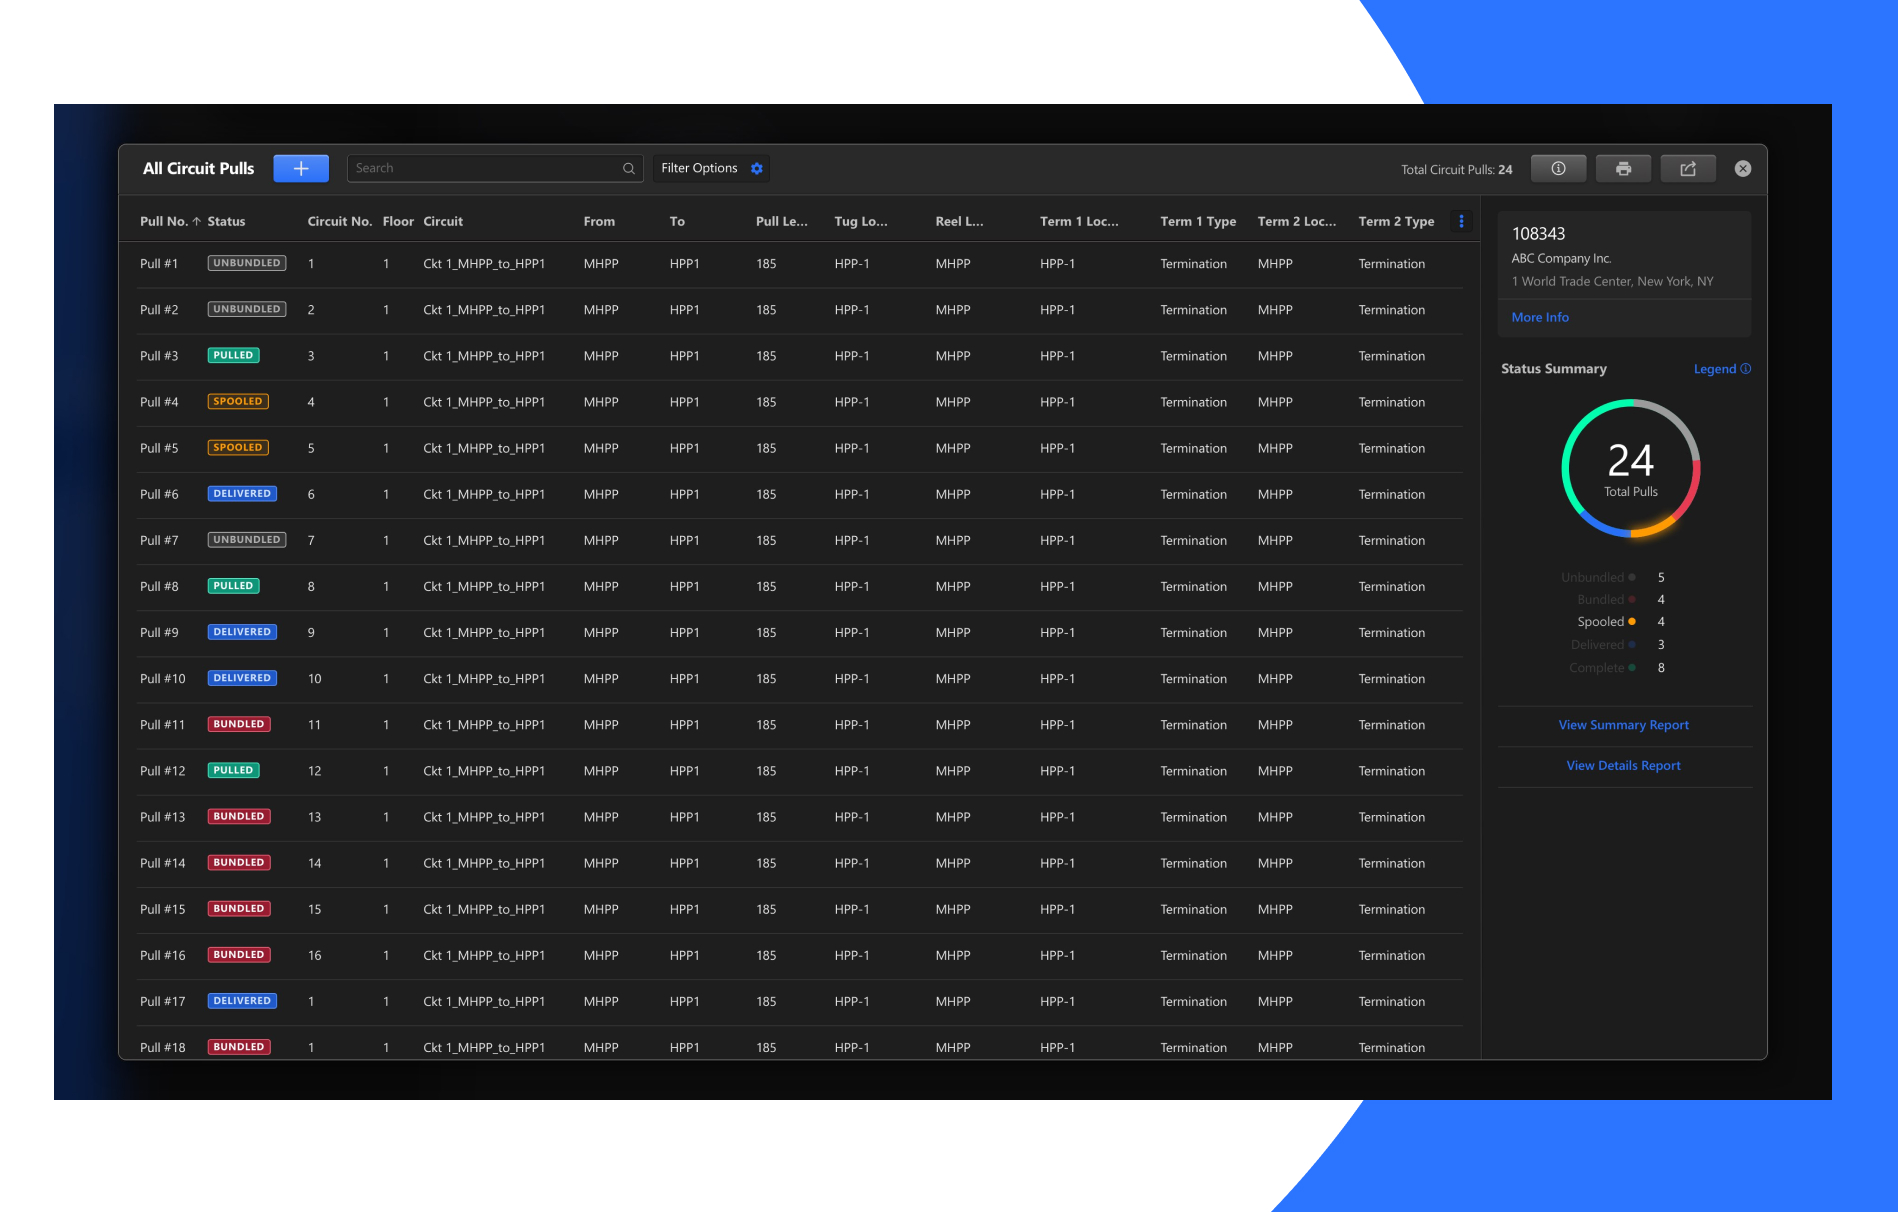 All Circuit Pulls
Search
Filter Options
Total Circuit Pulls: 24
Pull No. Status Circuit No. Floor Circuit From To Pull Le... Tug Lo... Reel L... Term 1 Loc... Term 1 Type Term 2 Loc... Term 2 Type
Pull #1 UNBUNDLED 1 1 Ckt 1_MHPP_to_HPP1 MHPP HPP1 185 HPP-1 MHPP HPP-1 Termination MHPP Termination
Pull #2 UNBUNDLED 2 1 Ckt 1_MHPP_to_HPP1 MHPP HPP1 185 HPP-1 MHPP HPP-1 Termination MHPP Termination
Pull #3 PULLED 3 1 Ckt 1_MHPP_to_HPP1 MHPP HPP1 185 HPP-1 MHPP HPP-1 Termination MHPP Termination
Pull #4 SPOOLED 4 1 Ckt 1_MHPP_to_HPP1 MHPP HPP1 185 HPP-1 MHPP HPP-1 Termination MHPP Termination
Pull #5 SPOOLED 5 1 Ckt 1_MHPP_to_HPP1 MHPP HPP1 185 HPP-1 MHPP HPP-1 Termination MHPP Termination
Pull #6 DELIVERED 6 1 Ckt 1_MHPP_to_HPP1 MHPP HPP1 185 HPP-1 MHPP HPP-1 Termination MHPP Termination
Pull #7 UNBUNDLED 7 1 Ckt 1_MHPP_to_HPP1 MHPP HPP1 185 HPP-1 MHPP HPP-1 Termination MHPP Termination
Pull #8 PULLED 8 1 Ckt 1_MHPP_to_HPP1 MHPP HPP1 185 HPP-1 MHPP HPP-1 Termination MHPP Termination
Pull #9 DELIVERED 9 1 Ckt 1_MHPP_to_HPP1 MHPP HPP1 185 HPP-1 MHPP HPP-1 Termination MHPP Termination
Pull #10 DELIVERED 10 1 Ckt 1_MHPP_to_HPP1 MHPP HPP1 185 HPP-1 MHPP HPP-1 Termination MHPP Termination
Pull #11 BUNDLED 11 1 Ckt 1_MHPP_to_HPP1 MHPP HPP1 185 HPP-1 MHPP HPP-1 Termination MHPP Termination
Pull #12 PULLED 12 1 Ckt 1_MHPP_to_HPP1 MHPP HPP1 185 HPP-1 MHPP HPP-1 Termination MHPP Termination
Pull #13 BUNDLED 13 1 Ckt 1_MHPP_to_HPP1 MHPP HPP1 185 HPP-1 MHPP HPP-1 Termination MHPP Termination
Pull #14 BUNDLED 14 1 Ckt 1_MHPP_to_HPP1 MHPP HPP1 185 HPP-1 MHPP HPP-1 Termination MHPP Termination
Pull #15 BUNDLED 15 1 Ckt 1_MHPP_to_HPP1 MHPP HPP1 185 HPP-1 MHPP HPP-1 Termination MHPP Termination
Pull #16 BUNDLED 16 1 Ckt 1_MHPP_to_HPP1 MHPP HPP1 185 HPP-1 MHPP HPP-1 Termination MHPP Termination
Pull #17 DELIVERED 1 1 Ckt 1_MHPP_to_HPP1 MHPP HPP1 185 HPP-1 MHPP HPP-1 Termination MHPP Termination
Pull #18 BUNDLED 1 1 Ckt 1_MHPP_to_HPP1 MHPP HPP1 185 HPP-1 MHPP HPP-1 Termination MHPP Termination
108343
ABC Company Inc.
1 World Trade Center, New York, NY
More Info
Status Summary Legend
24
Total Pulls
Unbundled 5
Bundled 4
Spooled 4
Delivered 3
Complete 8
View Summary Report
View Details Report